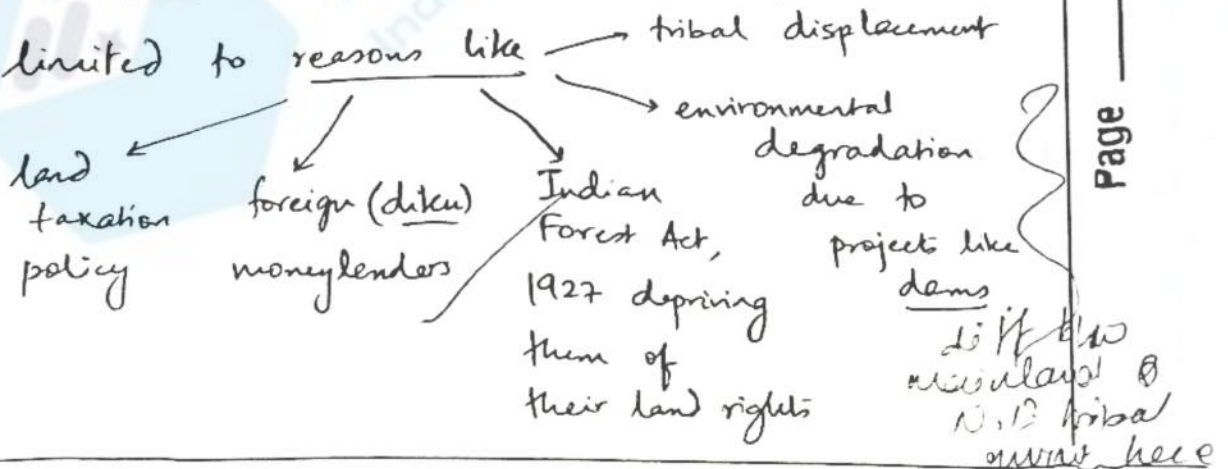 limited to reasons like
tribal displacement
environmental
degradation
due to
projects like
dams
land
taxation
policy
foreign (diku)
moneylenders
Indian
Forest Act,
1927 depriving
them of
their land rights
diff b/w
mainland &
N.E tribal
here
Page